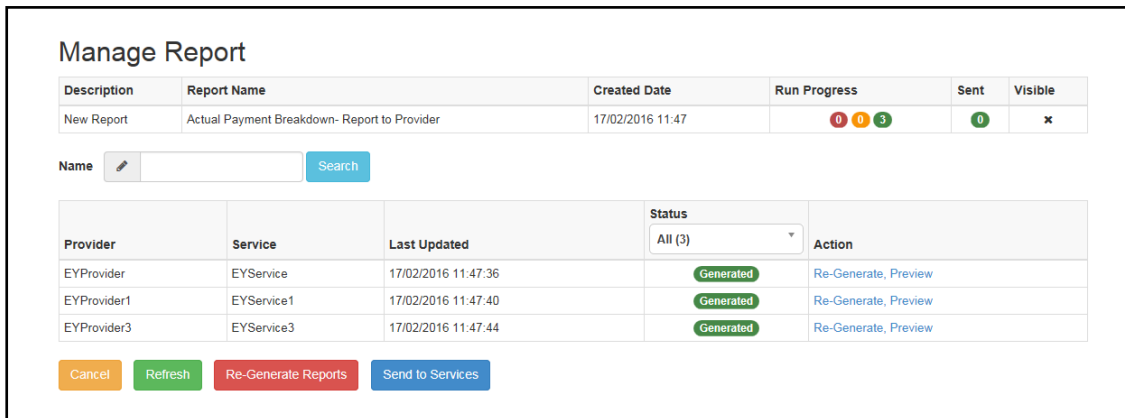 Manage Report
Description Report Name Created Date Run Progress Sent Visible
New Report Actual Payment Breakdown- Report to Provider 17/02/2016 11:47 0 0 3 0 ×
Name Search
Status
Provider Service Last Updated All (3) Action
EYProvider EYService 17/02/2016 11:47:36 Generated Re-Generate, Preview
EYProvider1 EYService1 17/02/2016 11:47:40 Generated Re-Generate, Preview
EYProvider3 EYService3 17/02/2016 11:47:44 Generated Re-Generate, Preview
Cancel Refresh Re-Generate Reports Send to Services